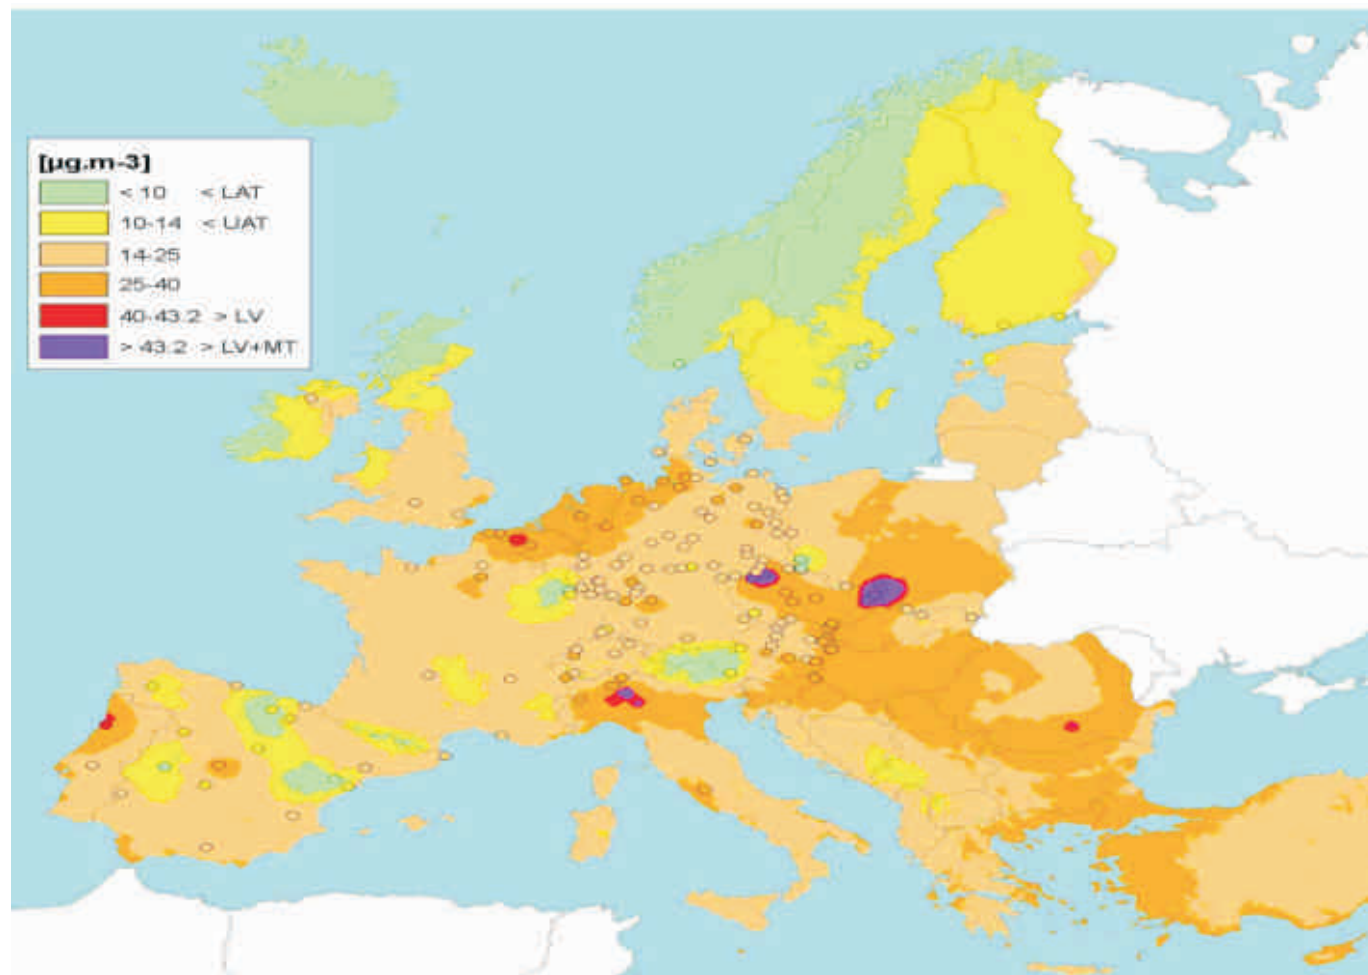 [µg.m-3]
< 10 < LAT
10-14 < UAT
14-25
25-40
40-43.2 > LV
> 43.2 > LV+MT